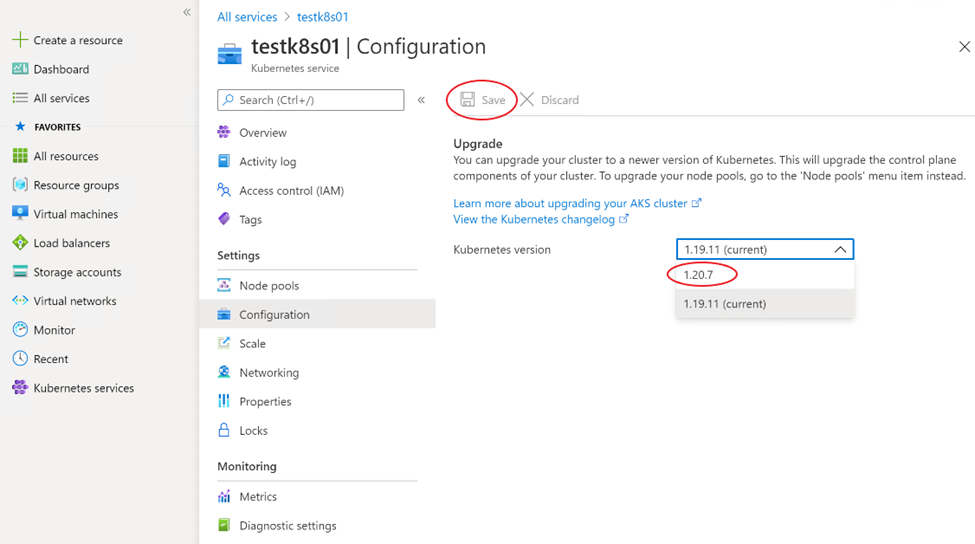 «
Create a resource
Dashboard
All services
FAVORITES
All resources
Resource groups
Virtual machines
Load balancers
Storage accounts
Virtual networks
Monitor
Recent
Kubernetes services
All services > testk8s01
testk8s01 | Configuration
Kubernetes service
Search (Ctrl+/)
«
Overview
Activity log
Access control (IAM)
Tags
Settings
Node pools
Configuration
Scale
Networking
Properties
Locks
Monitoring
Metrics
Diagnostic settings
Save Discard
Upgrade
You can upgrade your cluster to a newer version of Kubernetes. This will upgrade the control plane
components of your cluster. To upgrade your node pools, go to the 'Node pools' menu item instead.
Learn more about upgrading your AKS cluster
View the Kubernetes changelog
Kubernetes version 1.19.11 (current)
1.20.7
1.19.11 (current)